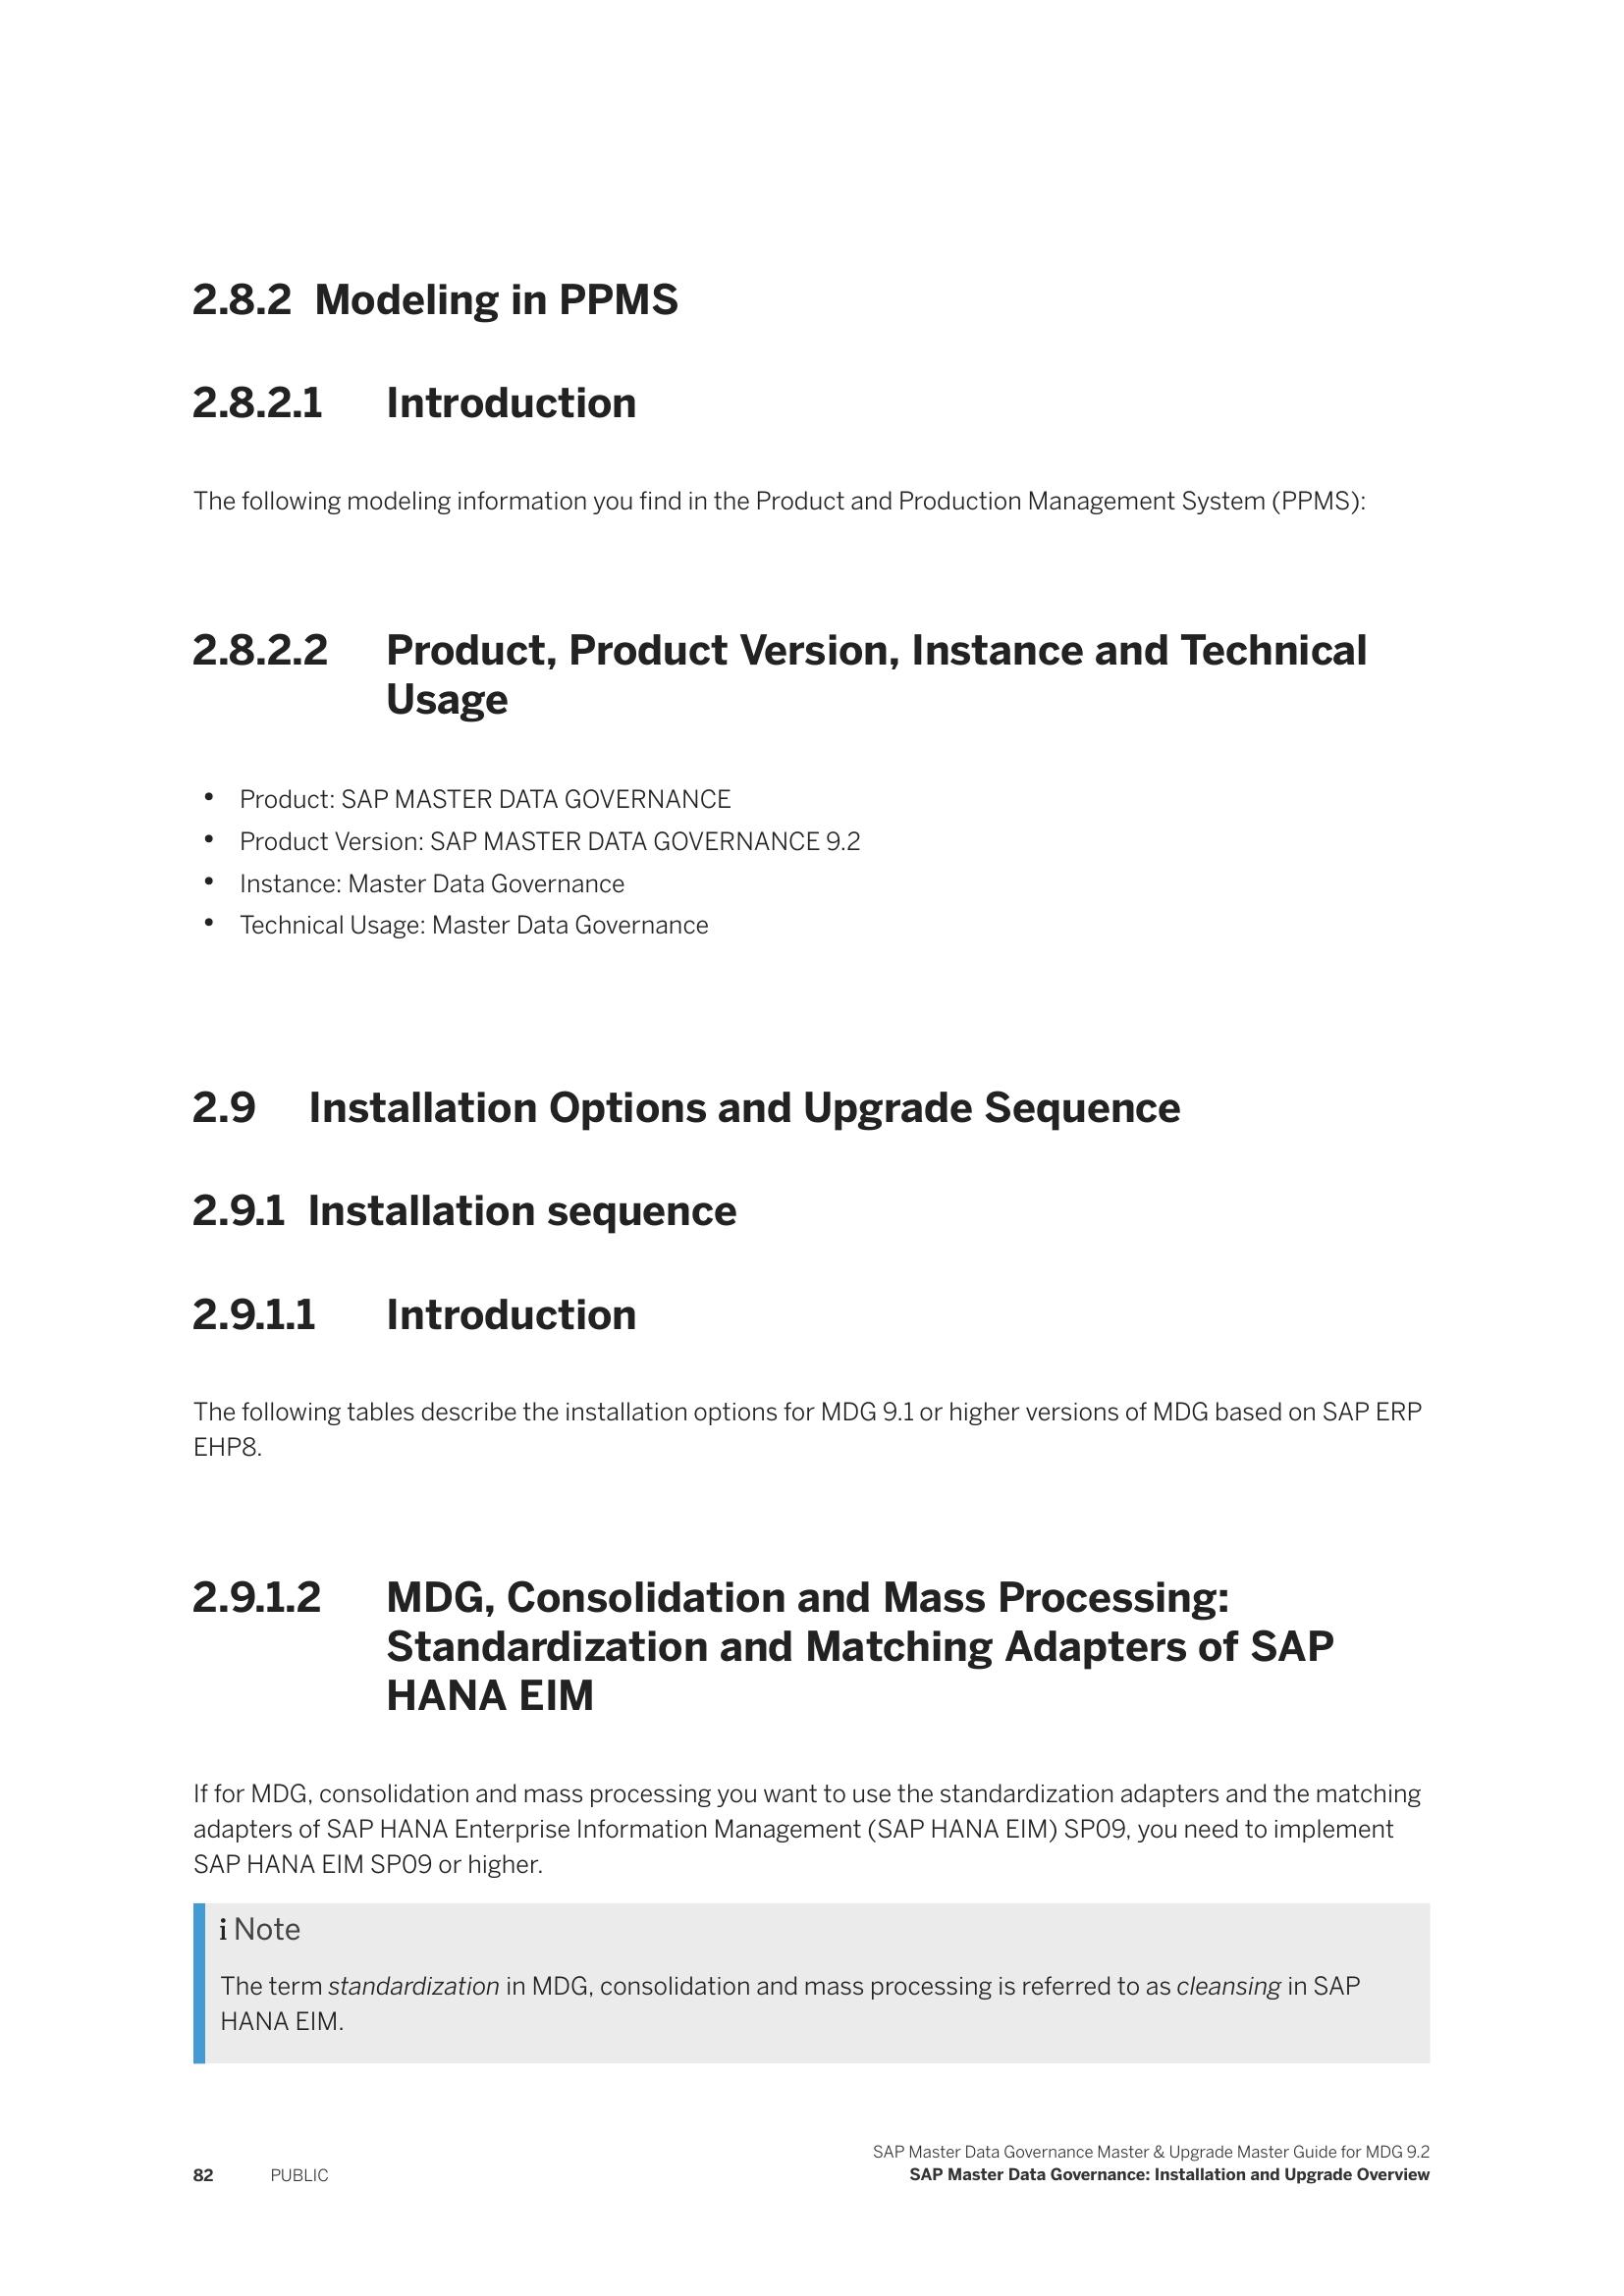 2.8.2 Modeling in PPMS
2.8.2.1 Introduction
The following modeling information you find in the Product and Production Management System (PPMS):
2.8.2.2 Product, Product Version, Instance and Technical
Usage
• Product: SAP MASTER DATA GOVERNANCE
• Product Version: SAP MASTER DATA GOVERNANCE 9.2
• Instance: Master Data Governance
• Technical Usage: Master Data Governance
2.9 Installation Options and Upgrade Sequence
2.9.1 Installation sequence
2.9.1.1 Introduction
The following tables describe the installation options for MDG 9.1 or higher versions of MDG based on SAP ERP
EHP8.
2.9.1.2 MDG, Consolidation and Mass Processing:
Standardization and Matching Adapters of SAP
HANA EIM
If for MDG, consolidation and mass processing you want to use the standardization adapters and the matching
adapters of SAP HANA Enterprise Information Management (SAP HANA EIM) SP09, you need to implement
SAP HANA EIM SP09 or higher.
i Note
The term standardization in MDG, consolidation and mass processing is referred to as cleansing in SAP
HANA EIM.
SAP Master Data Governance Master & Upgrade Master Guide for MDG 9.2
82 PUBLIC SAP Master Data Governance: Installation and Upgrade Overview